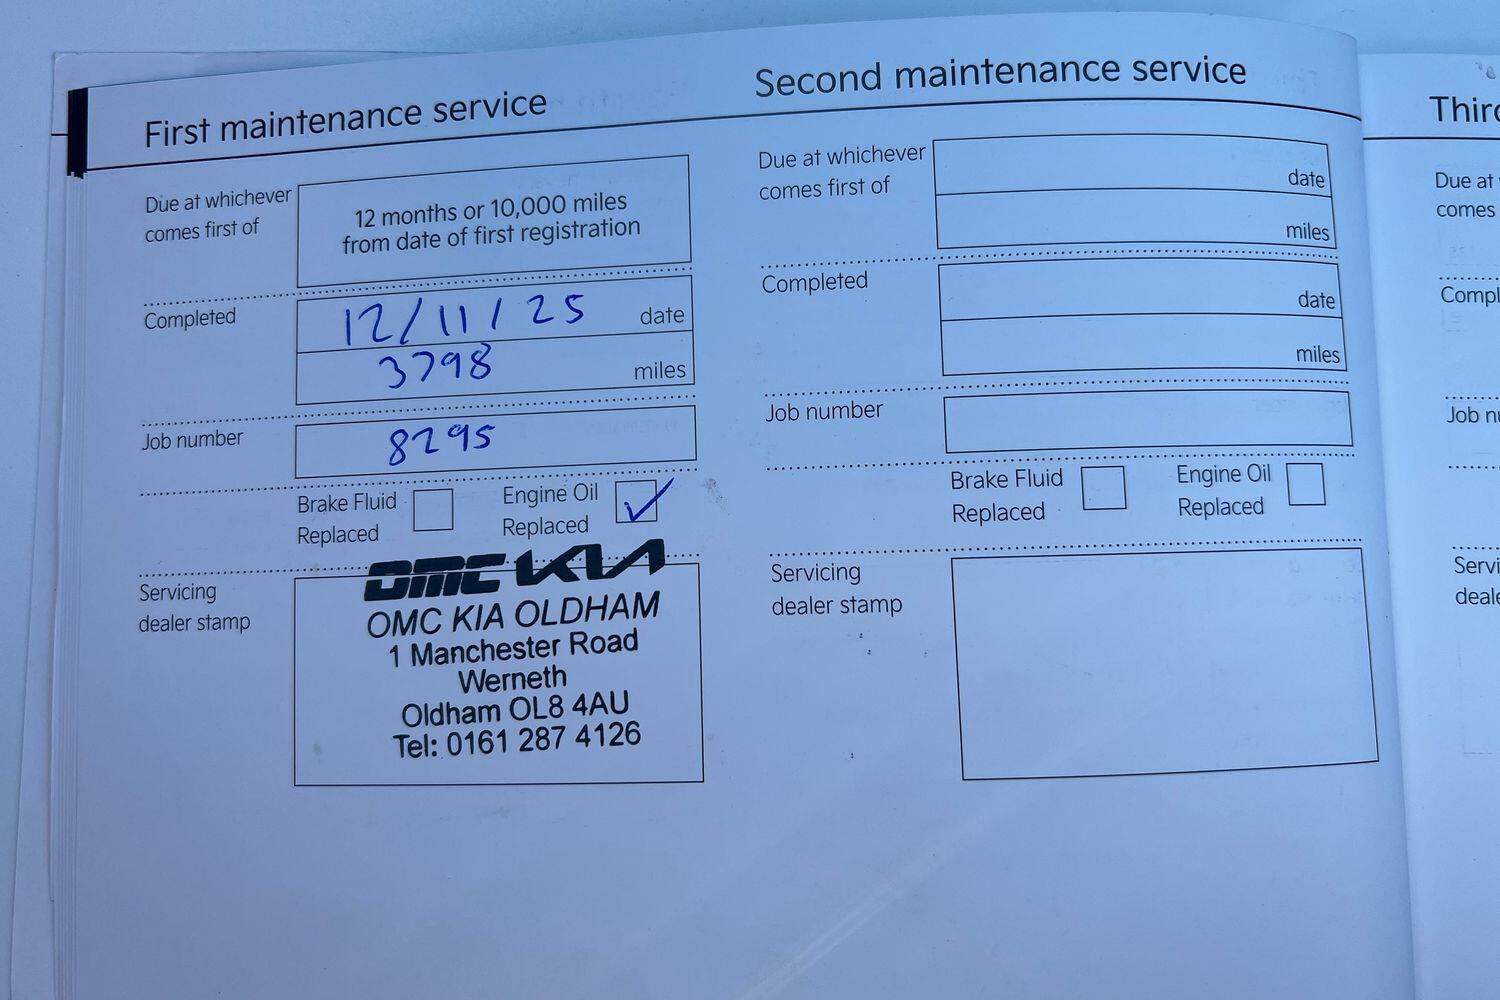 First maintenance service
Due at whichever
comes first of
12 months or 10,000 miles
from date of first registration
Completed
12/11/25 date
3798 miles
Job number
8295
Brake Fluid
Replaced
Engine Oil
Replaced
Servicing
dealer stamp
OMC KIA
OMC KIA OLDHAM
1 Manchester Road
Werneth
Oldham OL8 4AU
Tel: 0161 287 4126
Second maintenance service
Due at whichever
comes first of
date
miles
Completed
date
miles
Job number
Brake Fluid
Replaced
Engine Oil
Replaced
Servicing
dealer stamp
Due at
comes
Job